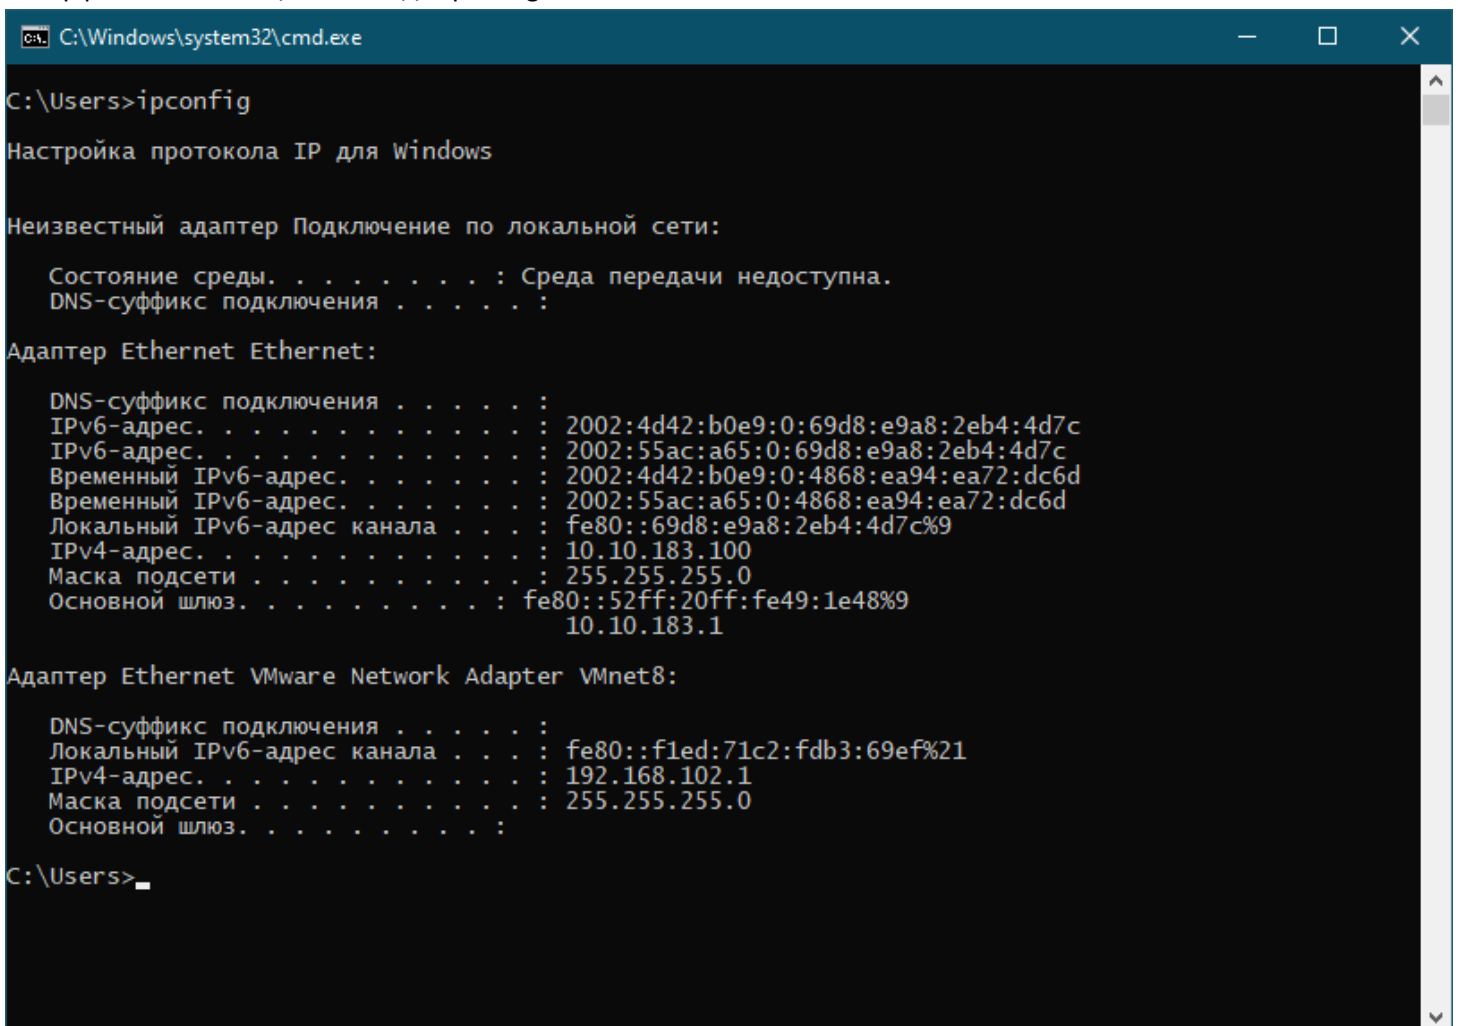 C:\Windows\system32\cmd.exe
C:\Users>ipconfig
Настройка протокола IP для Windows
Неизвестный адаптер Подключение по локальной сети:
Состояние среды. . . . . . . . : Среда передачи недоступна.
DNS-суффикс подключения . . . . . :
Адаптер Ethernet Ethernet:
DNS-суффикс подключения . . . . . :
IPv6-адрес. . . . . . . . . . . . : 2002:4d42:b0e9:0:69d8:e9a8:2eb4:4d7c
IPv6-адрес. . . . . . . . . . . . : 2002:55ac:a65:0:69d8:e9a8:2eb4:4d7c
Временный IPv6-адрес. . . . . . . : 2002:4d42:b0e9:0:4868:ea94:ea72:dc6d
Временный IPv6-адрес. . . . . . . : 2002:55ac:a65:0:4868:ea94:ea72:dc6d
Локальный IPv6-адрес канала . . . : fe80::69d8:e9a8:2eb4:4d7c%9
IPv4-адрес. . . . . . . . . . . . : 10.10.183.100
Маска подсети . . . . . . . . . . : 255.255.255.0
Основной шлюз. . . . . . . . . : fe80::52ff:20ff:fe49:1e48%9
10.10.183.1
Адаптер Ethernet VMware Network Adapter VMnet8:
DNS-суффикс подключения . . . . . :
Локальный IPv6-адрес канала . . . : fe80::f1ed:71c2:fdb3:69ef%21
IPv4-адрес. . . . . . . . . . . . : 192.168.102.1
Маска подсети . . . . . . . . . . : 255.255.255.0
Основной шлюз. . . . . . . . . :
C:\Users>